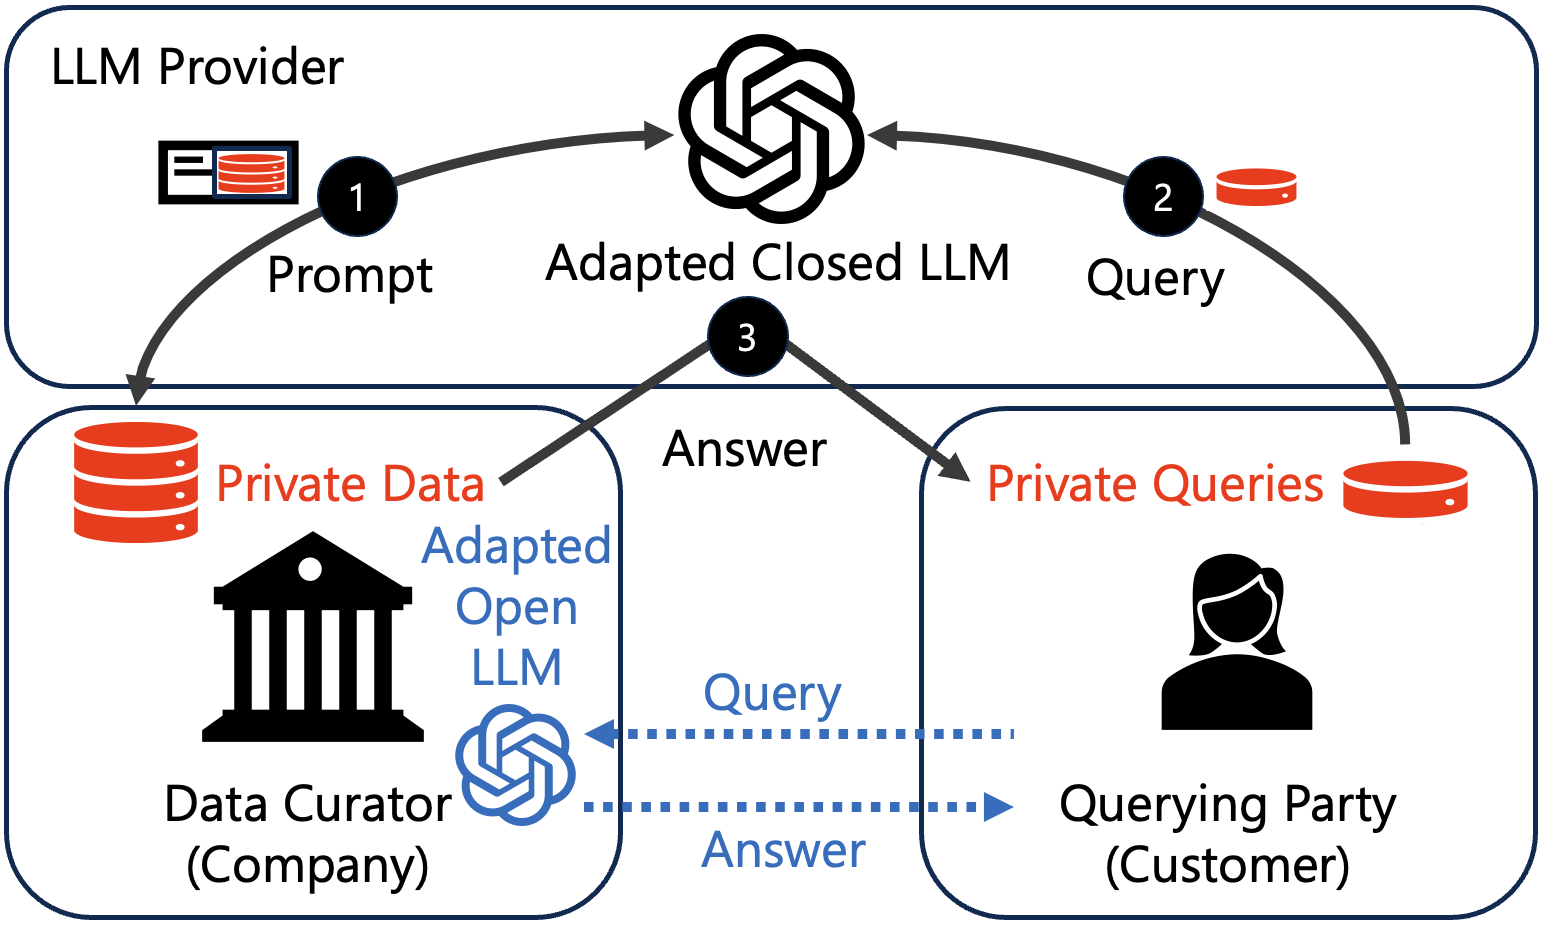 LLM Provider
1
2
Prompt
Adapted Closed LLM
Query
3
Answer
Private Data
Private Queries
Adapted
Open
LLM
Query
Data Curator
(Company)
Answer
Querying Party
(Customer)